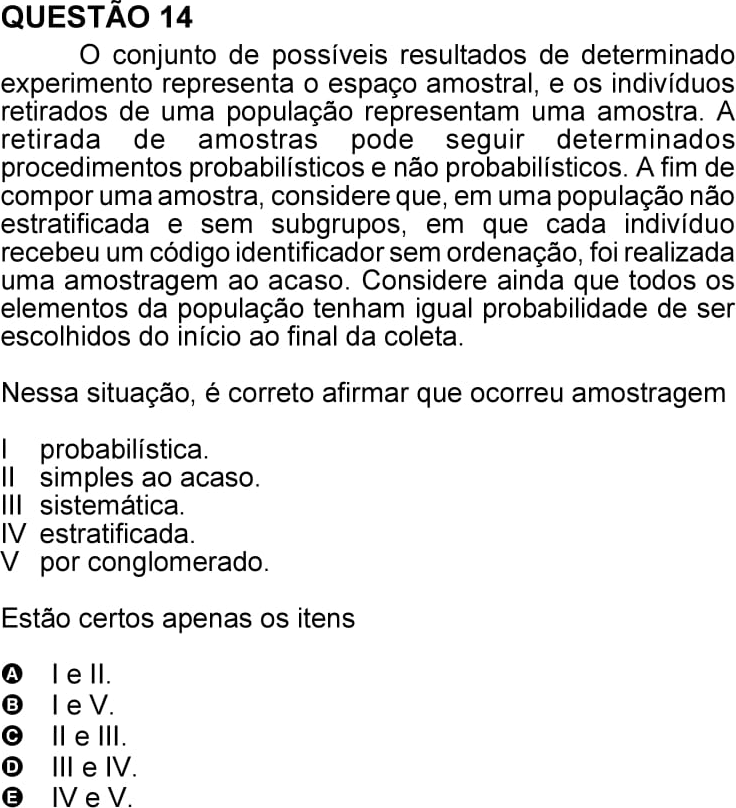 QUESTÃO 14
O conjunto de possíveis resultados de determinado
experimento representa o espaço amostral, e os indivíduos
retirados de uma população representam uma amostra. A
retirada de amostras pode seguir determinados
procedimentos probabilísticos e não probabilísticos. A fim de
compor uma amostra, considere que, em uma população não
estratificada e sem subgrupos, em que cada indivíduo
recebeu um código identificador sem ordenação, foi realizada
uma amostragem ao acaso. Considere ainda que todos os
elementos da população tenham igual probabilidade de ser
escolhidos do início ao final da coleta.
Nessa situação, é correto afirmar que ocorreu amostragem
I probabilística.
II simples ao acaso.
III sistemática.
IV estratificada.
V por conglomerado.
Estão certos apenas os itens
A I e II.
B I e V.
C II e III.
D III e IV.
E IV e V.